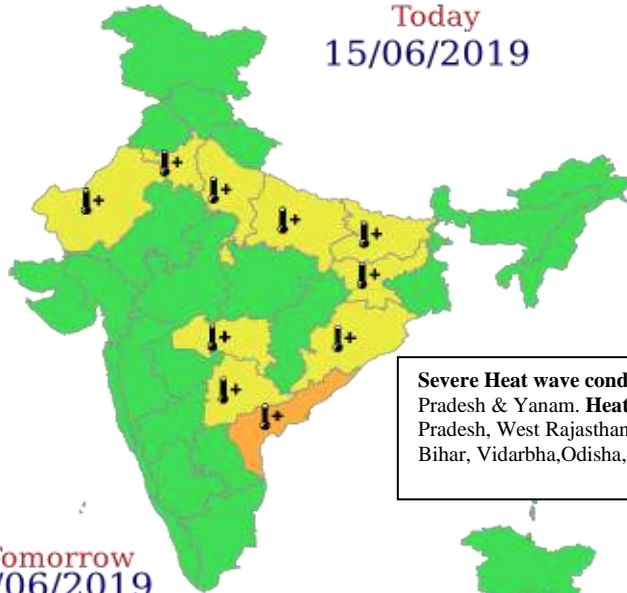 Today
15/06/2019
Severe Heat wave cond
Pradesh & Yanam. Heat
Pradesh, West Rajasthan
Bihar, Vidarbha,Odisha,
omorrow
/06/2019